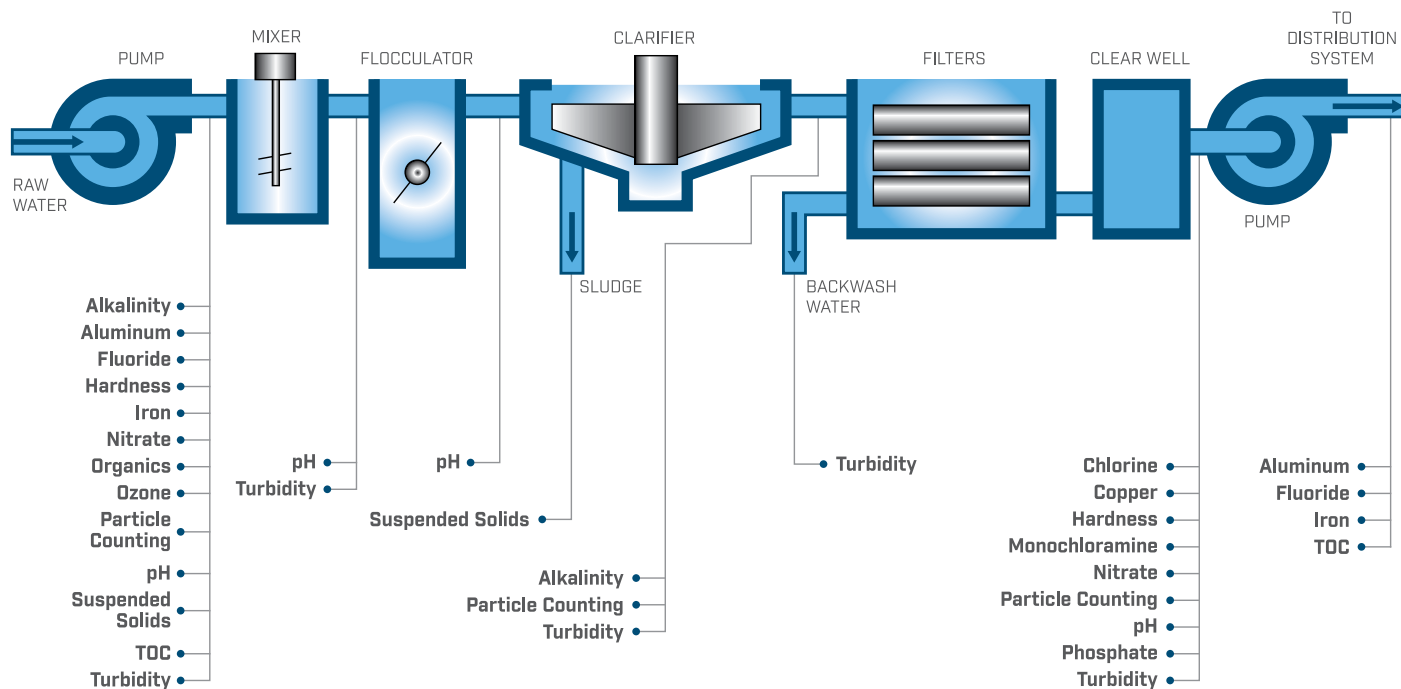 PUMP
MIXER
FLOCCULATOR
CLARIFIER
FILTERS
CLEAR WELL
TO
DISTRIBUTION
SYSTEM
RAW
WATER
PUMP
SLUDGE
BACKWASH
WATER
Alkalinity
Aluminum
Fluoride
Hardness
Iron
Nitrate
Organics
Ozone
Particle
Counting
pH
Suspended
Solids
TOC
Turbidity
pH
Turbidity
pH
Suspended Solids
Alkalinity
Particle Counting
Turbidity
Turbidity
Chlorine
Copper
Hardness
Monochloramine
Nitrate
Particle Counting
pH
Phosphate
Turbidity
Aluminum
Fluoride
Iron
TOC